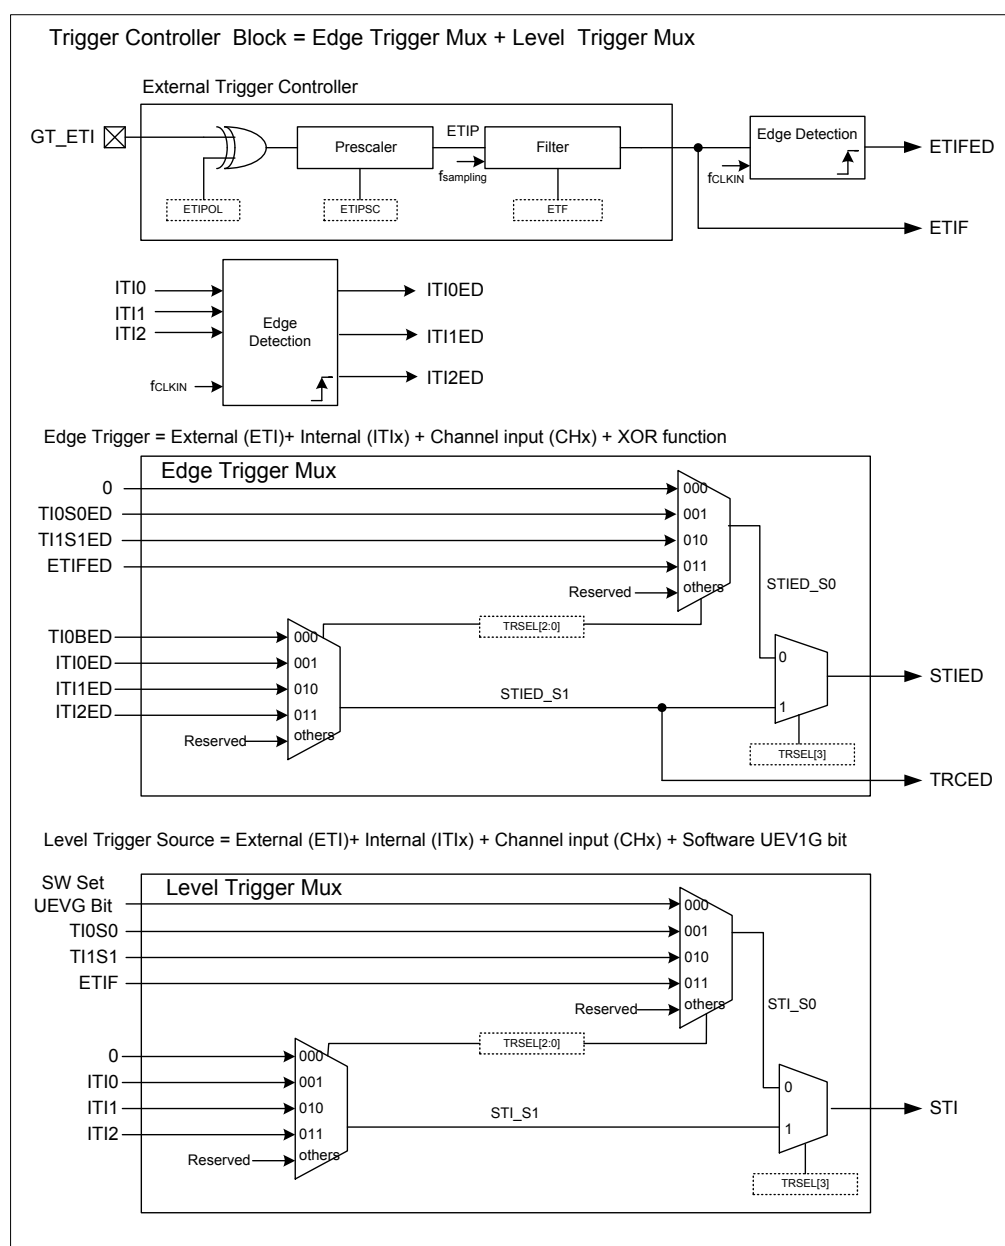 Trigger Controller Block = Edge Trigger Mux + Level Trigger Mux
External Trigger Controller
GT_ETI
Prescaler
ETIP
fsampling
Filter
ETIPOL
ETIPSC
ETF
Edge Detection
fCLKIN
ETIFED
ETIF
ITI0
ITI1
ITI2
fCLKIN
Edge
Detection
ITI0ED
ITI1ED
ITI2ED
Edge Trigger = External (ETI)+ Internal (ITIx) + Channel input (CHx) + XOR function
Edge Trigger Mux
0
TI0S0ED
TI1S1ED
ETIFED
Reserved
000
001
010
011
others
STIED_S0
TRSEL[2:0]
TI0BED
ITI0ED
ITI1ED
ITI2ED
Reserved
000
001
010
011
others
STIED_S1
0
1
TRSEL[3]
STIED
TRCED
Level Trigger Source = External (ETI)+ Internal (ITIx) + Channel input (CHx) + Software UEV1G bit
Level Trigger Mux
SW Set
UEVG Bit
TI0S0
TI1S1
ETIF
Reserved
000
001
010
011
others
STI_S0
TRSEL[2:0]
0
ITI0
ITI1
ITI2
Reserved
000
001
010
011
others
STI_S1
0
1
TRSEL[3]
STI